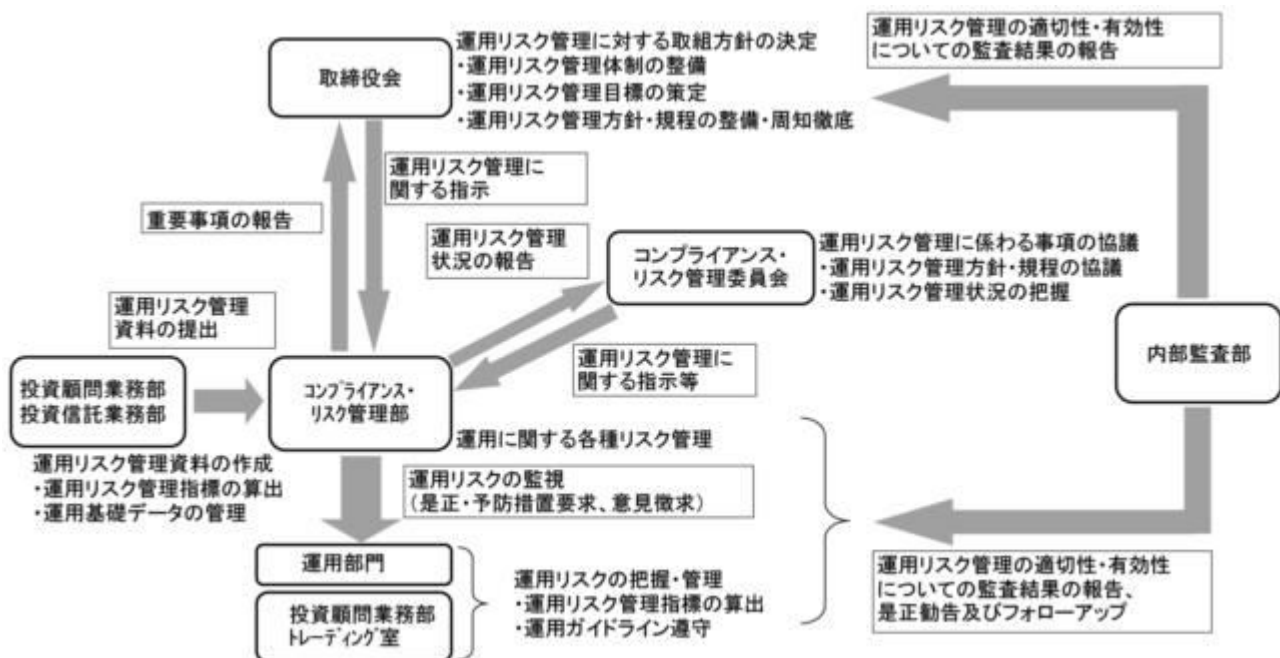 取締役会
運用リスク管理に対する取組方針の決定
・運用リスク管理体制の整備
・運用リスク管理目標の策定
・運用リスク管理方針・規程の整備・周知徹底
運用リスク管理の適切性・有効性
についての監査結果の報告
重要事項の報告
運用リスク管理に
関する指示
運用リスク管理
状況の報告
コンプライアンス・
リスク管理委員会
運用リスク管理に係わる事項の協議
・運用リスク管理方針・規程の協議
・運用リスク管理状況の把握
運用リスク管理
資料の提出
運用リスク管理に
関する指示等
内部監査部
投資顧問業務部
投資信託業務部
コンプライアンス・
リスク管理部
運用リスク管理資料の作成
・運用リスク管理指標の算出
・運用基礎データの管理
運用に関する各種リスク管理
運用リスクの監視
(是正・予防措置要求、意見徴求)
運用部門
投資顧問業務部
トレーディング室
運用リスクの把握・管理
・運用リスク管理指標の算出
・運用ガイドライン遵守
運用リスク管理の適切性・有効性
についての監査結果の報告、
是正勧告及びフォローアップ